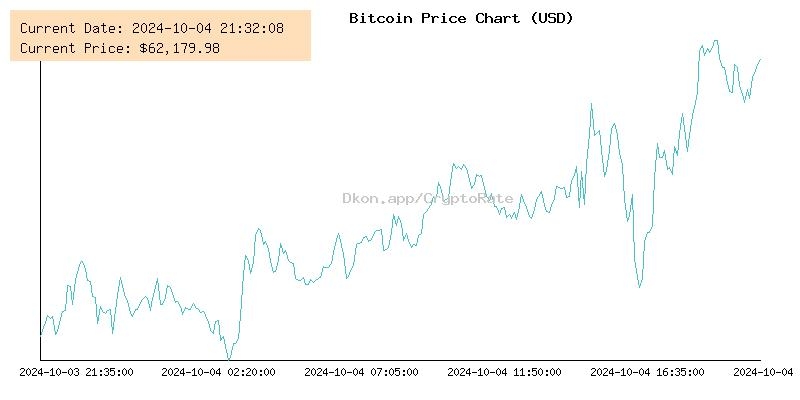 Bitcoin Price Chart (USD)
Current Date: 2024-10-04 21:32:08
Current Price: $62,179.98
Dkon.app/CryptoRate
2024-10-03 21:35:00 2024-10-04 02:20:00 2024-10-04 07:05:00 2024-10-04 11:50:00 2024-10-04 16:35:00 2024-10-04